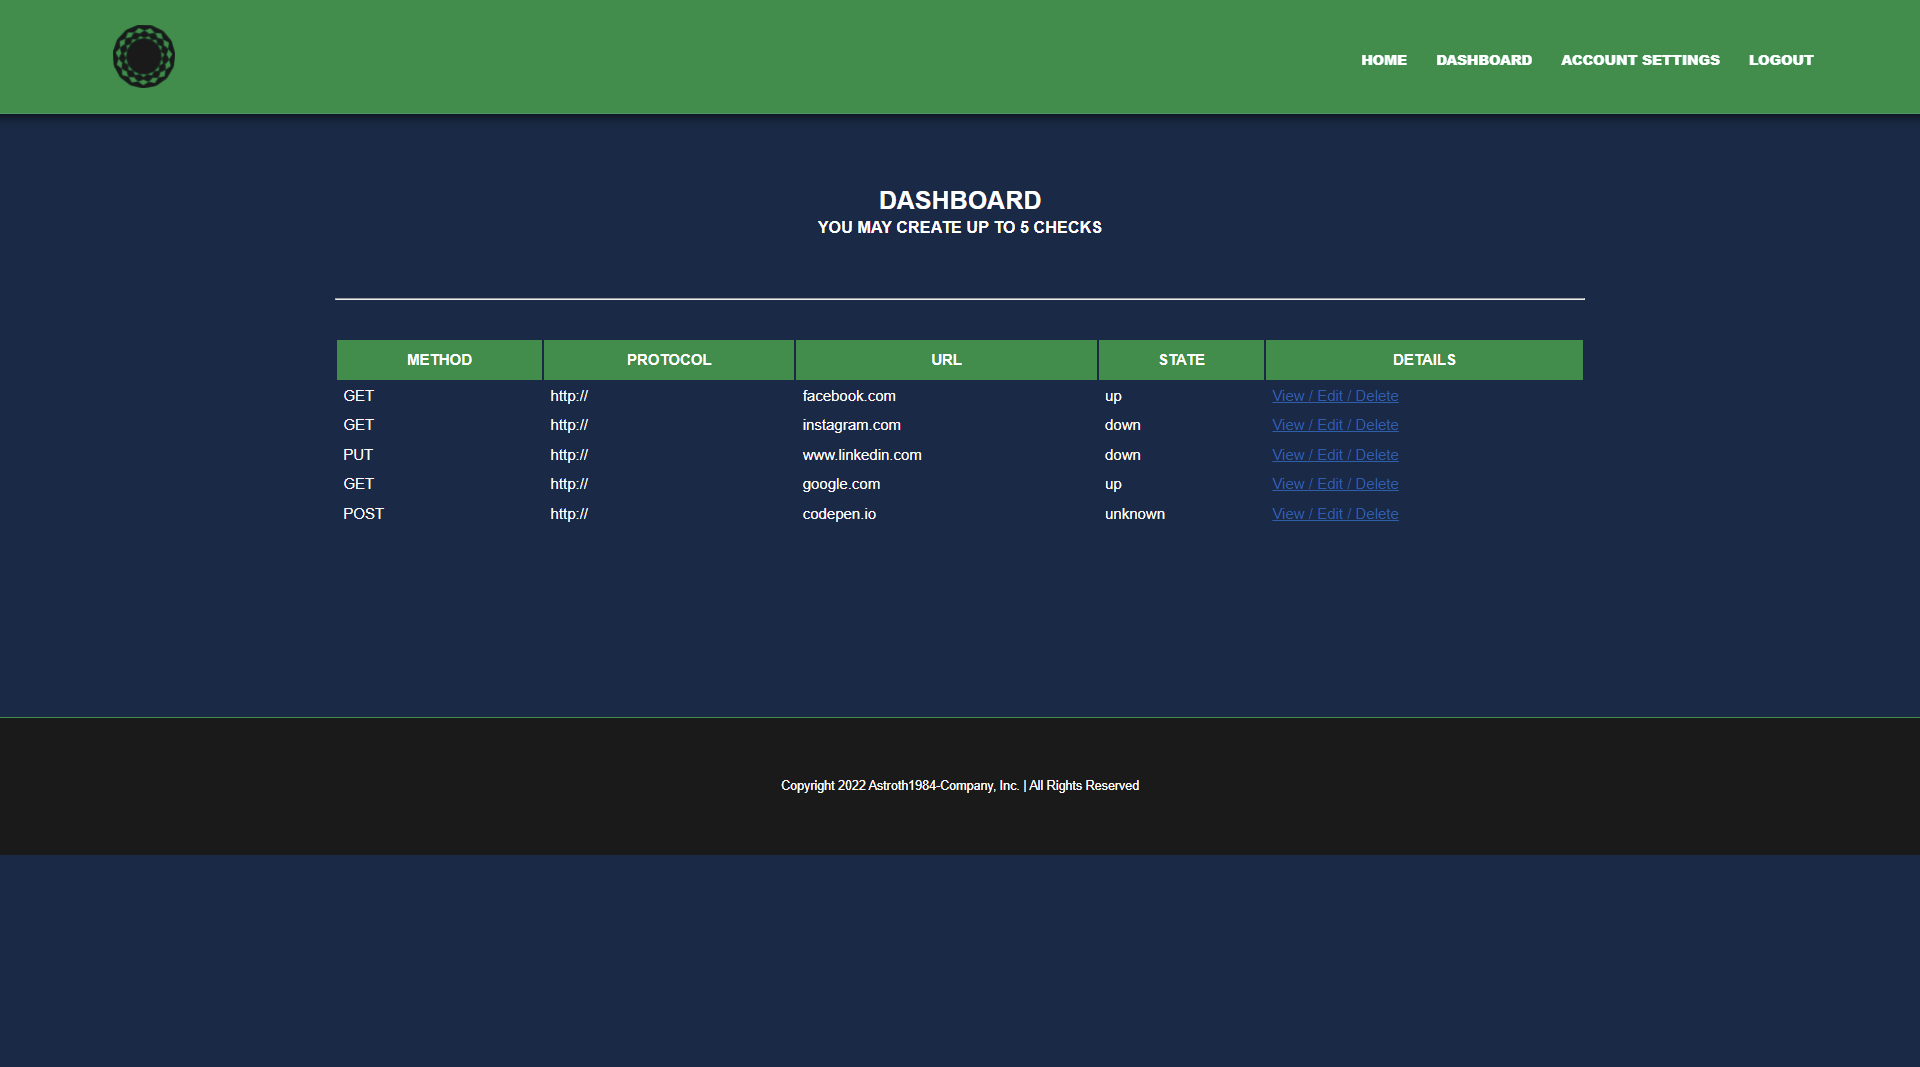 HOME DASHBOARD ACCOUNT SETTINGS LOGOUT
DASHBOARD
YOU MAY CREATE UP TO 5 CHECKS
METHOD PROTOCOL URL STATE DETAILS
GET http:// facebook.com up View / Edit / Delete
GET http:// instagram.com down View / Edit / Delete
PUT http:// www.linkedin.com down View / Edit / Delete
GET http:// google.com up View / Edit / Delete
POST http:// codepen.io unknown View / Edit / Delete
Copyright 2022 Astroth1984-Company, Inc. | All Rights Reserved